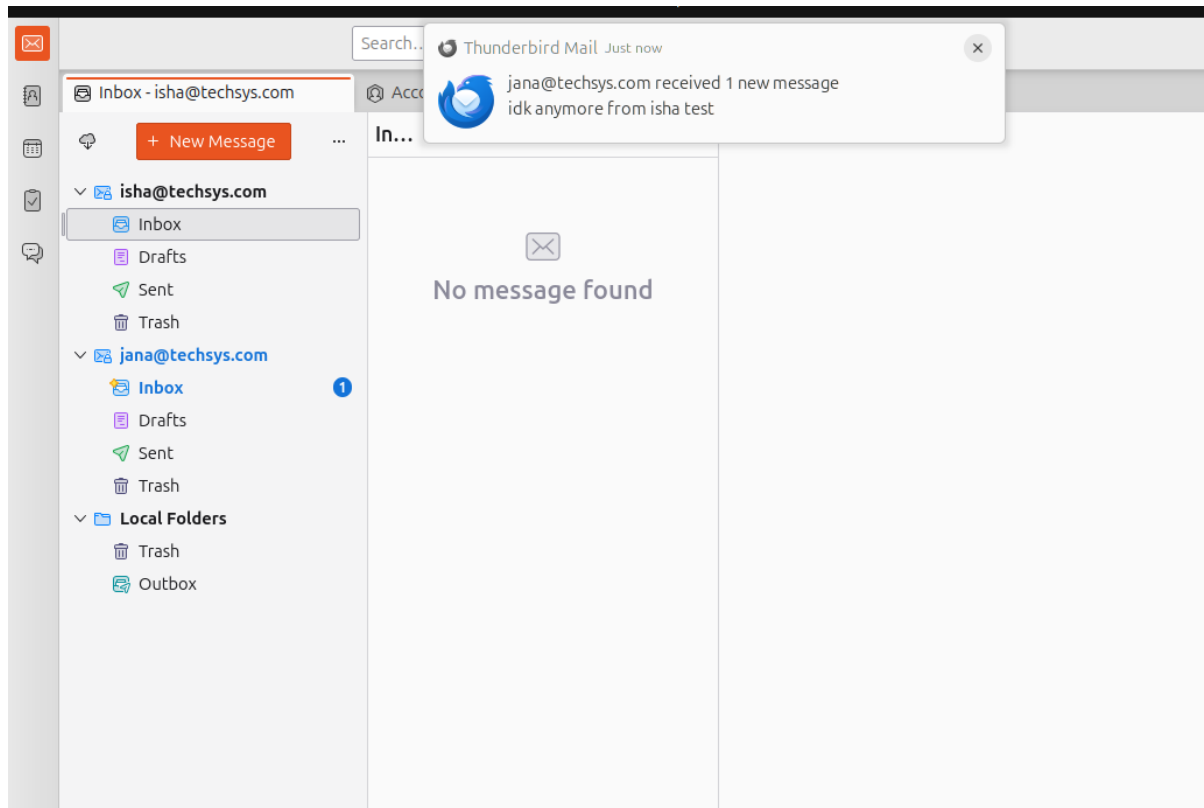 Search..
Thunderbird Mail Just now
jana@techsys.com received 1 new message
idk anymore from isha test
Inbox - isha@techsys.com
+ New Message
...
In...
isha@techsys.com
Inbox
Drafts
Sent
Trash
jana@techsys.com
Inbox 1
Drafts
Sent
Trash
Local Folders
Trash
Outbox
No message found